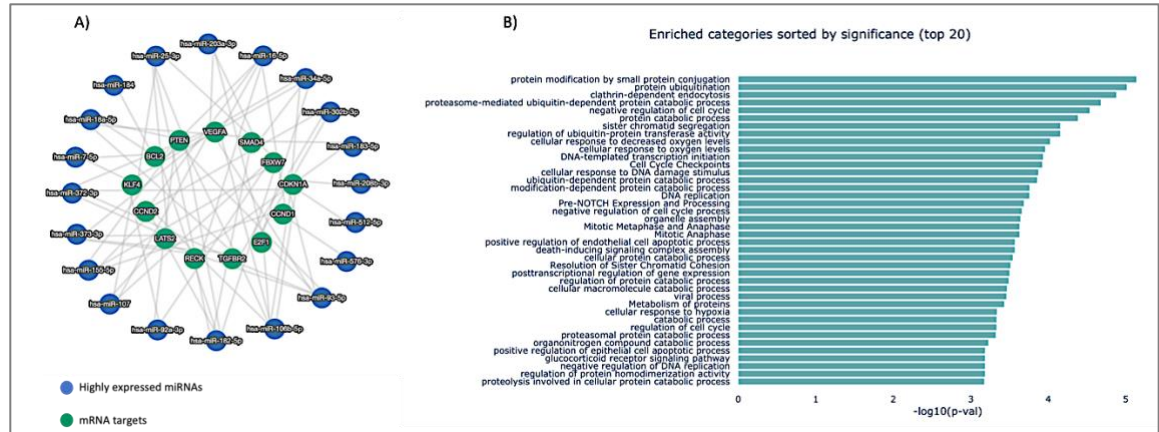 A)
hsa-miR-203a-3p
hsa-miR-25-3p
hsa-miR-16-5p
hsa-miR-184
hsa-miR-34a-5p
hsa-miR-18a-5p
hsa-miR-302b-3p
hsa-miR-7-5p
hsa-miR-183-5p
hsa-miR-372-3p
hsa-miR-208b-3p
hsa-miR-373-3p
hsa-miR-512-5p
hsa-miR-155-5p
hsa-miR-576-3p
hsa-miR-107
hsa-miR-93-5p
hsa-miR-92a-3p
hsa-miR-182-5p
hsa-miR-106b-5p
VEGFA
PTEN
SMAD4
BCL2
FBXW7
KLF4
CDKN1A
CCND2
CCND1
LATS2
E2F1
RECK
TGFBR2
Highly expressed miRNAs
mRNA targets
B)
Enriched categories sorted by significance (top 20)
protein modification by small protein conjugation
protein ubiquitination
clathrin-dependent endocytosis
proteasome-mediated ubiquitin-dependent protein catabolic process
negative regulation of cell cycle
protein catabolic process
sister chromatid segregation
regulation of ubiquitin-protein transferase activity
cellular response to decreased oxygen levels
cellular response to oxygen levels
DNA-templated transcription initiation
Cell Cycle Checkpoints
cellular response to DNA damage stimulus
ubiquitin-dependent protein catabolic process
modification-dependent protein catabolic process
DNA replication
Pre-NOTCH Expression and Processing
negative regulation of cell cycle process
organelle assembly
Mitotic Metaphase and Anaphase
Mitotic Anaphase
positive regulation of endothelial cell apoptotic process
death-inducing signaling complex assembly
cellular protein catabolic process
Resolution of Sister Chromatid Cohesion
posttranscriptional regulation of gene expression
regulation of protein catabolic process
cellular macromolecule catabolic process
viral process
Metabolism of proteins
cellular response to hypoxia
catabolic process
regulation of cell cycle
proteasomal protein catabolic process
organonitrogen compound catabolic process
positive regulation of epithelial cell apoptotic process
glucocorticoid receptor signaling pathway
negative regulation of DNA replication
regulation of protein homodimerization activity
proteolysis involved in cellular protein catabolic process
0 1 2 3 4 5
-log10(p-val)